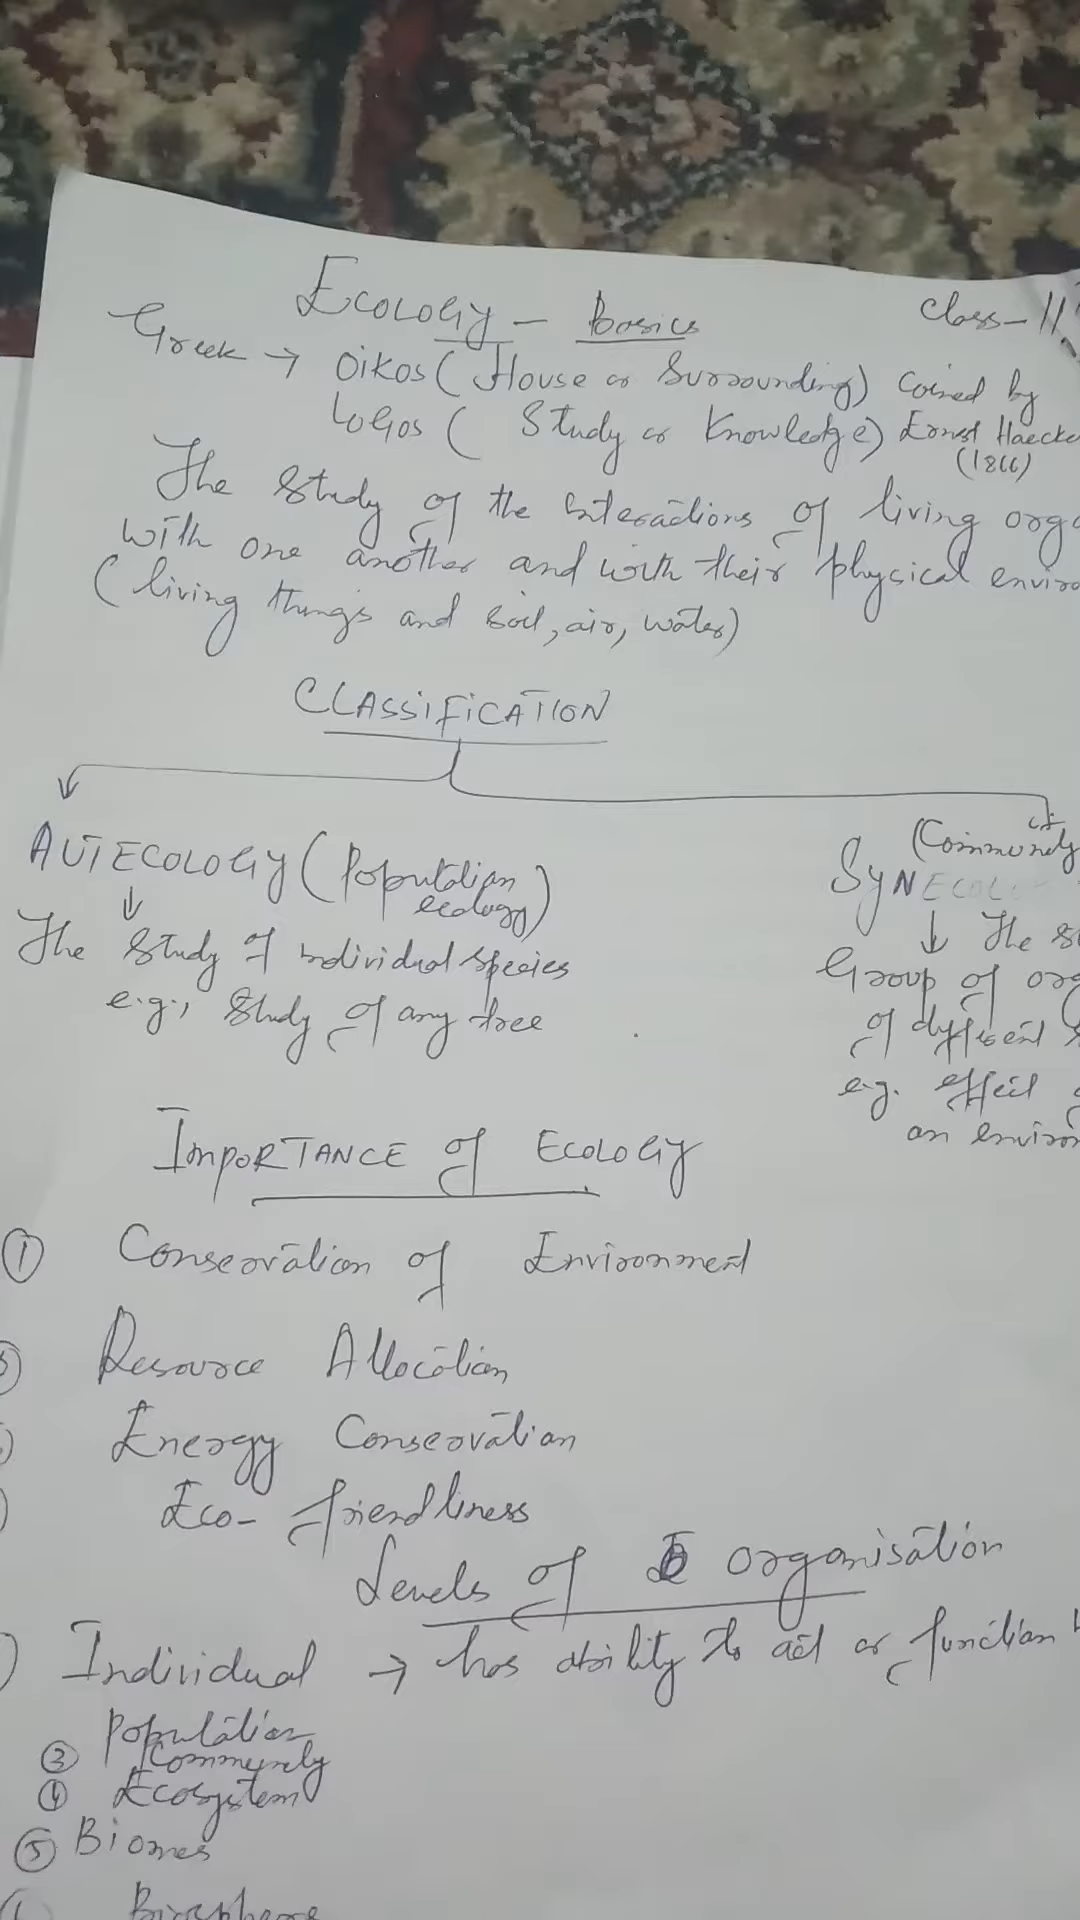 Ecology - Basics Class-11
Greek → Oikos (House or Surrounding) Coined by
Logos (Study or Knowledge) Ernst Haecke
(1866)
The Study of the Interactions of living orga
with one another and with their physical enviro
(living things and soil, air, water)
CLASSIFICATION
AUTECOLOGY (Population
ecology)
The Study of individual species
e.g., Study of any tree
(Community
SYNECOL
↓ The s
Group of org
of different s
e.g. effect
an environ
IMPORTANCE of ECOLOGY
① Conservation of Environment
Resource Allocation
Energy Conservation
Eco-friendliness
Levels of organisation
Individual → has ability to act or function
Population
③ Community
④ Ecosystem
⑤ Biomes
Biosphere